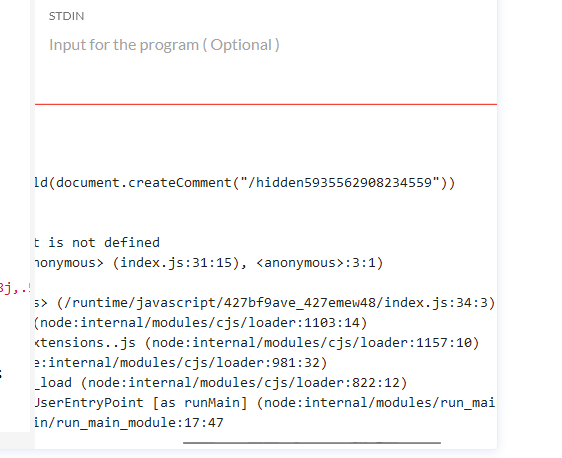 STDIN
Input for the program ( Optional )
ld(document.createComment("/hidden5935562908234559"))
t is not defined
nonymous> (index.js:31:15), <anonymous>:3:1)
3j,.5
s> (/runtime/javascript/427bf9ave_427emew48/index.js:34:3)
(node:internal/modules/cjs/loader:1103:14)
xtensions..js (node:internal/modules/cjs/loader:1157:10)
e:internal/modules/cjs/loader:981:32)
_load (node:internal/modules/cjs/loader:822:12)
UserEntryPoint [as runMain] (node:internal/modules/run_mai
in/run_main_module:17:47